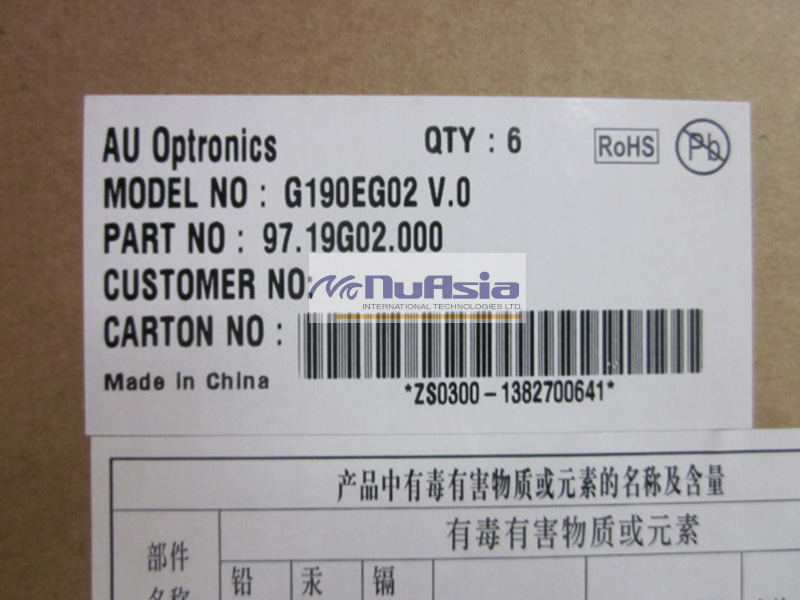 AU Optronics QTY : 6 RoHS Pb
MODEL NO : G190EG02 V.0
PART NO : 97.19G02.000
CUSTOMER NO:
NuAsia
INTERNATIONAL TECHNOLOGIES LTD.
CARTON NO :
Made in China *ZS0300-1382700641*
产品中有毒有害物质或元素的名称及含量
有毒有害物质或元素
部件
名称 铅 汞 镉